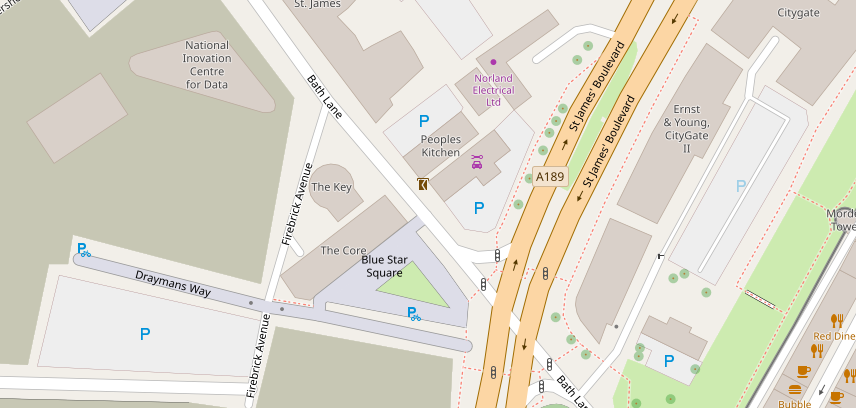 St. James
Citygate
National
Inovation
Centre
for Data
Norland
Electrical
Ltd
St James' Boulevard
Bath Lane
P
St James' Boulevard
Ernst
& Young,
CityGate
II
Peoples
Kitchen
A189
The Key
P
P
Firebrick Avenue
The Core
Blue Star
Square
P
Draymans Way
P
P
Firebrick Avenue
P
Red Dine
Bath La
Bubble